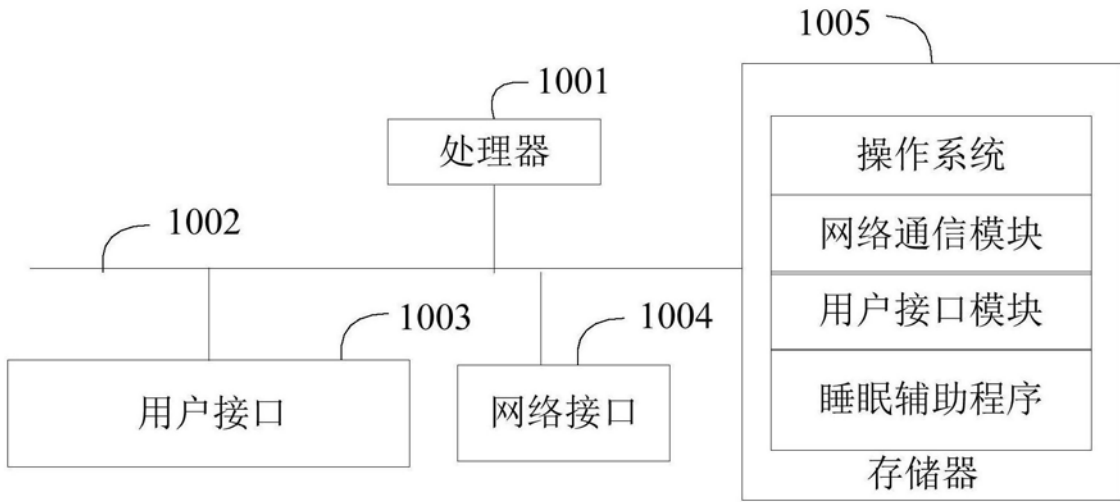 1005
1001
处理器
操作系统
1002
网络通信模块
1003
1004
用户接口模块
用户接口
网络接口
睡眠辅助程序
存储器